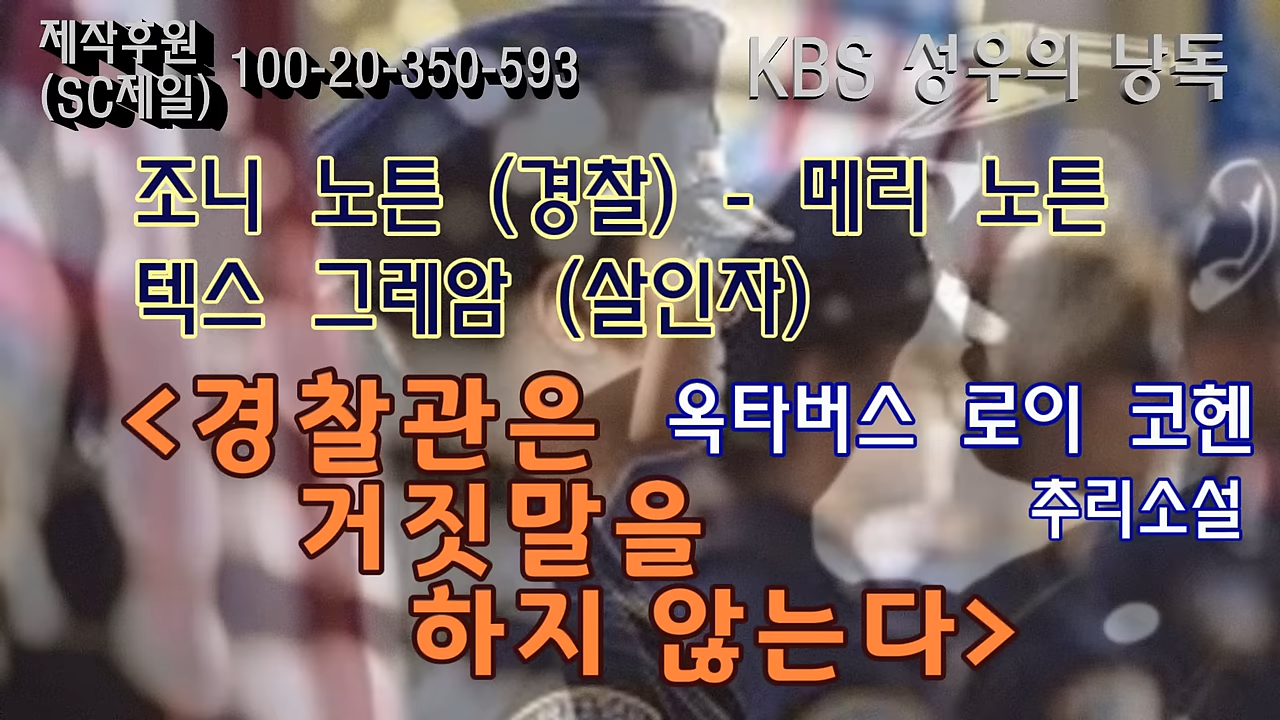 제작후원
(SC제일) 100-20-350-593
KBS 성우의 낭독
조니 노튼 (경찰) - 메리 노튼
텍스 그레암 (살인자)
<경찰관은
거짓말을
하지 않는다>
옥타버스 로이 코헨
추리소설